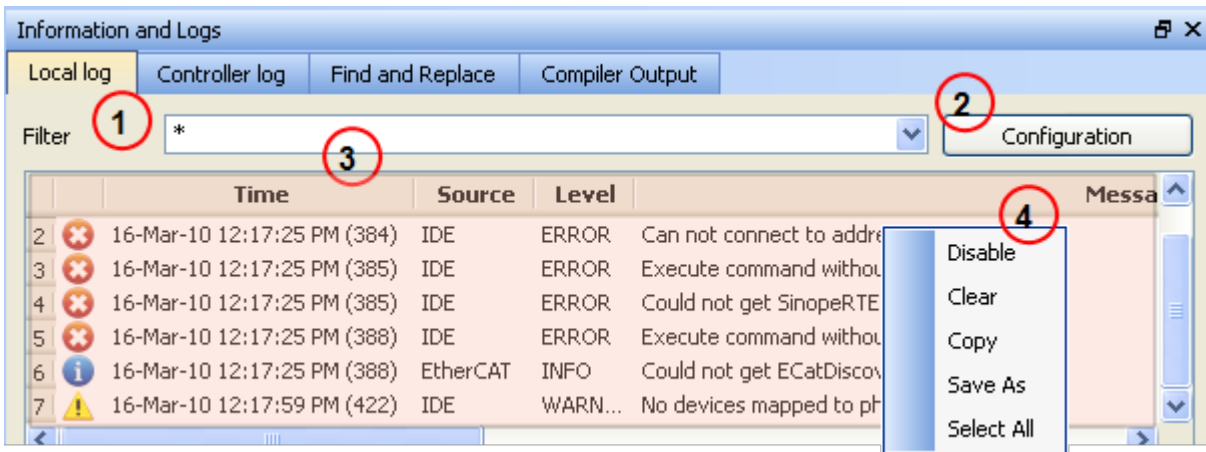 Information and Logs
Local log Controller log Find and Replace Compiler Output
Filter 1 * 3 2 Configuration
Time Source Level Messa
4
2 16-Mar-10 12:17:25 PM (384) IDE ERROR Can not connect to addre
Disable
3 16-Mar-10 12:17:25 PM (385) IDE ERROR Execute command withou
4 16-Mar-10 12:17:25 PM (385) IDE ERROR Could not get SinopeRTE
Clear
5 16-Mar-10 12:17:25 PM (388) IDE ERROR Execute command withou
Copy
6 16-Mar-10 12:17:25 PM (388) EtherCAT INFO Could not get ECatDiscov
Save As
7 16-Mar-10 12:17:59 PM (422) IDE WARN... No devices mapped to ph
Select All